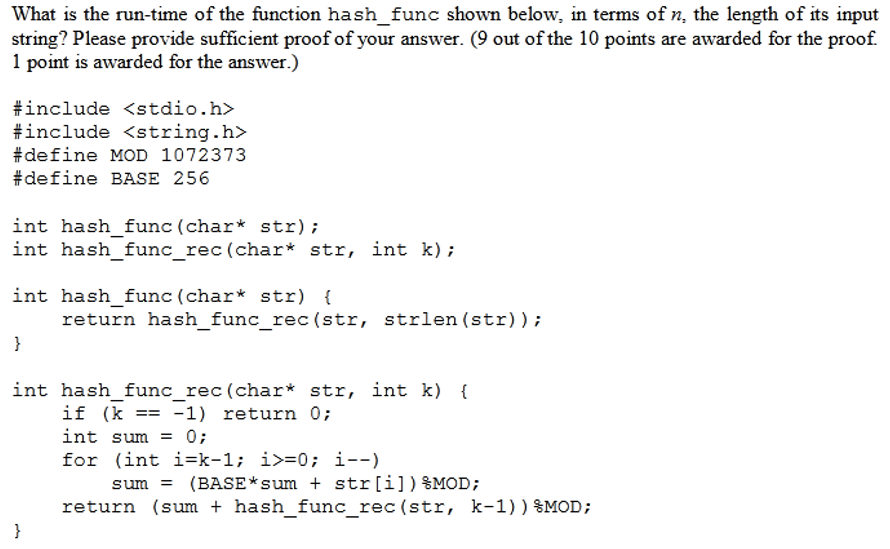 What is the run-time of the function hash_func shown below, in terms of n, the length of its input
string? Please provide sufficient proof of your answer. (9 out of the 10 points are awarded for the proof.
1 point is awarded for the answer.)
#include <stdio.h>
#include <string.h>
#define MOD 1072373
#define BASE 256
int hash_func(char* str);
int hash_func_rec(char* str, int k);
int hash_func(char* str) {
    return hash_func_rec(str, strlen(str));
}
int hash_func_rec(char* str, int k) {
    if (k == -1) return 0;
    int sum = 0;
    for (int i=k-1; i>=0; i--)
        sum = (BASE*sum + str[i])%MOD;
    return (sum + hash_func_rec(str, k-1))%MOD;
}